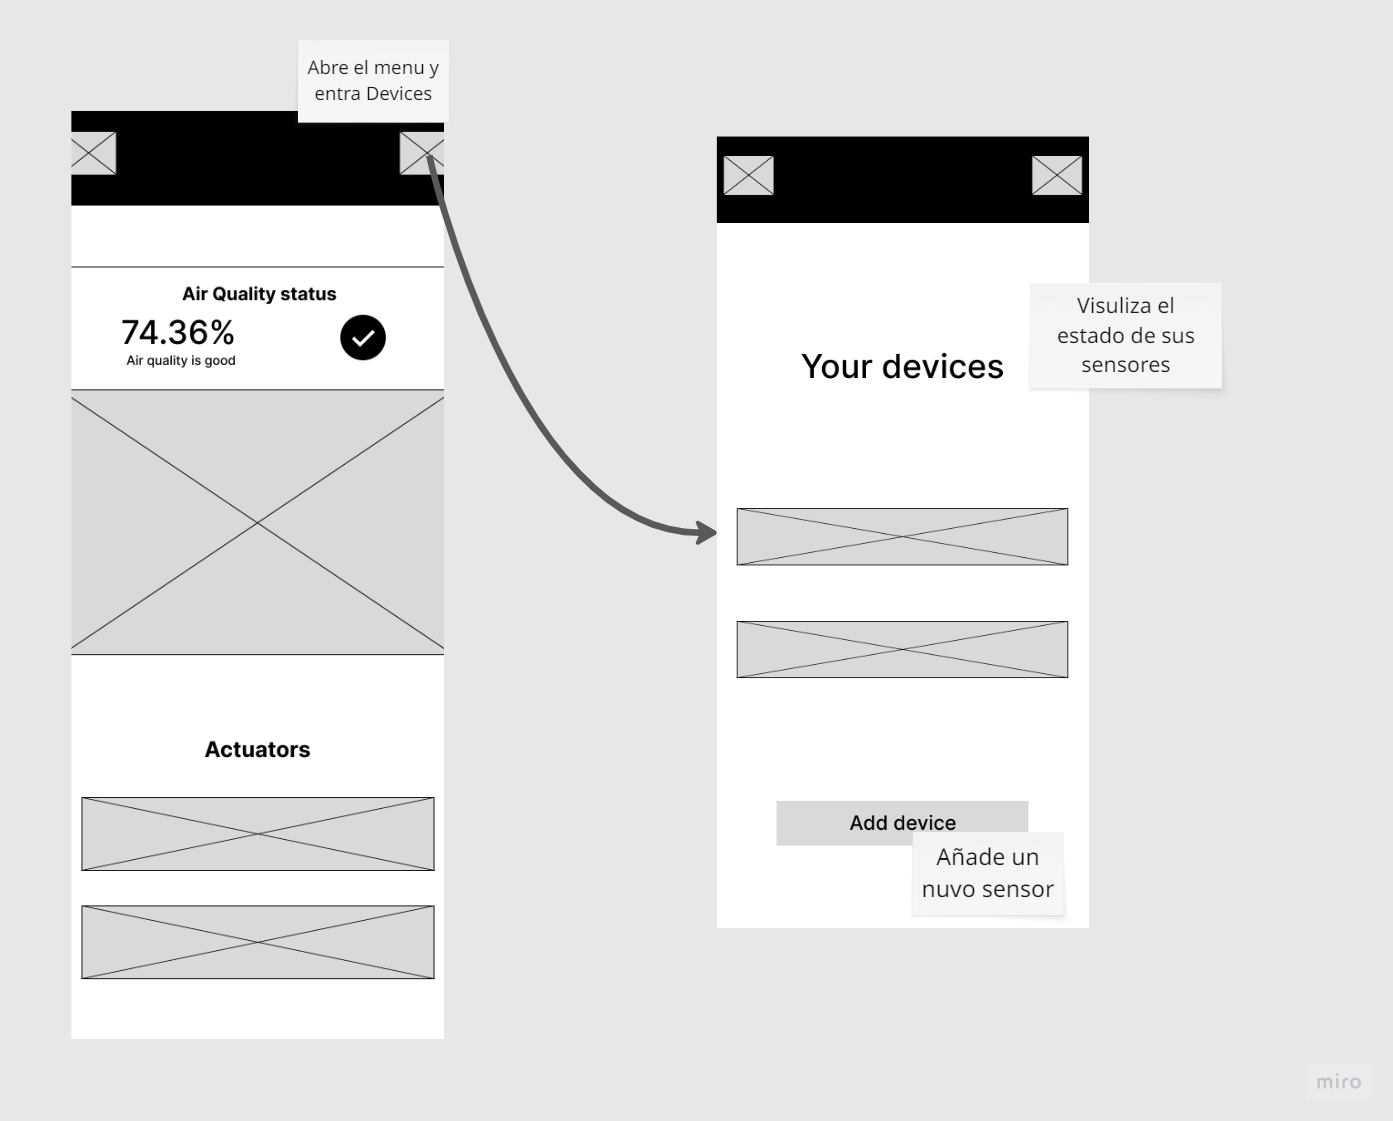 Abre el menu y
entra Devices
Air Quality status
74.36%
Air quality is good
Actuators
Your devices
Visuliza el
estado de sus
sensores
Add device
Añade un
nuvo sensor
miro